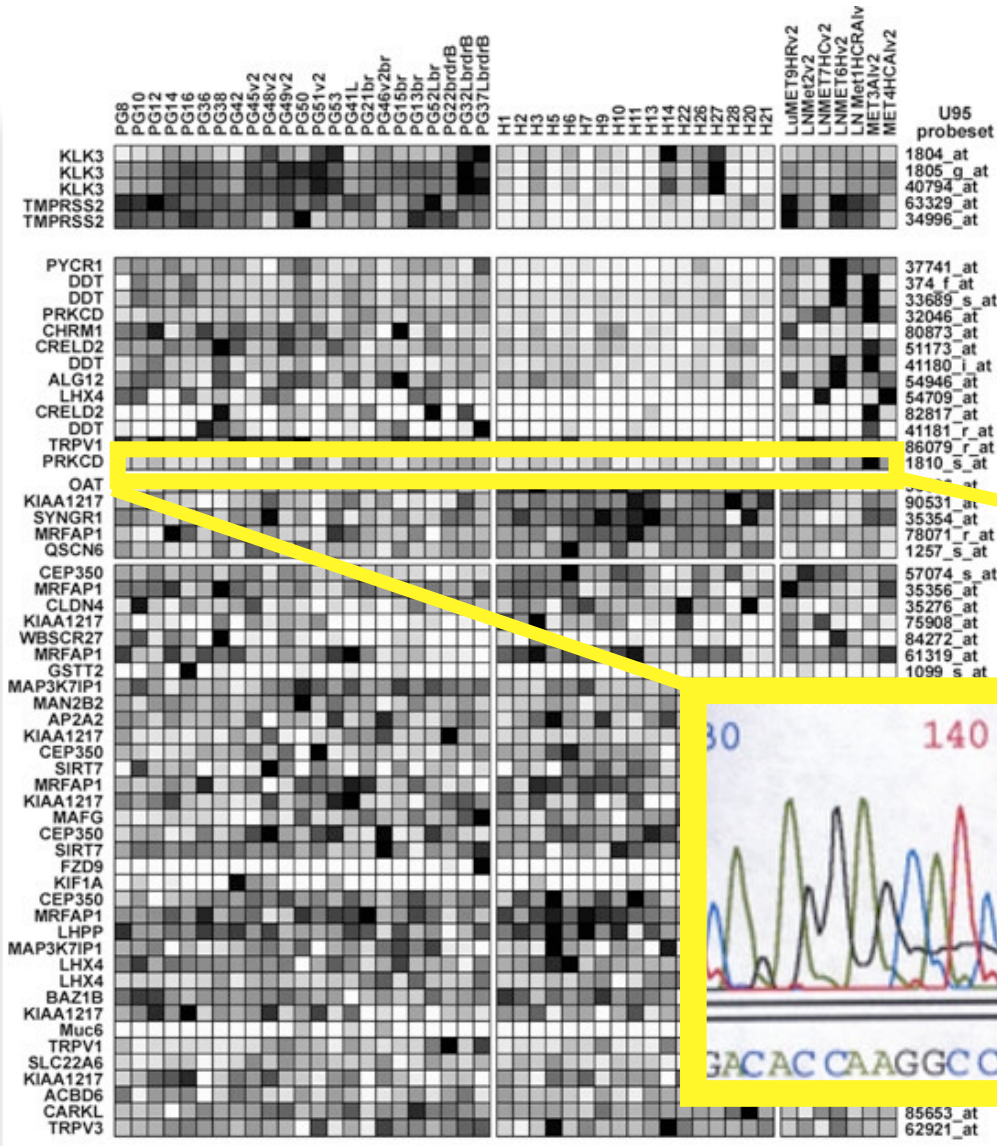 PG8 PG10 PG12 PG14 PG16 PG36 PG38 PG42 PG45v2 PG48v2 PG49v2 PG50 PG51v2 PG53 PG41L PG21br PG46v2br PG15br PG13br PG52Lbr PG22brdrB PG32LbrdrB PG37LbrdrB H1 H2 H3 H5 H6 H7 H9 H10 H11 H13 H14 H22 H26 H27 H28 H20 H21 LuMET9HRv2 LNMet2v2 LNMET7HCv2 LNMET6Hv2 LN Met1HCRAlv MET3Alv2 MET4HCAlv2
U95
probeset
KLK3 1804_at
KLK3 1805_g_at
KLK3 40794_at
TMPRSS2 63329_at
TMPRSS2 34996_at
PYCR1 37741_at
DDT 374_f_at
DDT 33689_s_at
PRKCD 32046_at
CHRM1 80873_at
CRELD2 51173_at
DDT 41180_i_at
ALG12 54946_at
LHX4 54709_at
CRELD2 82817_at
DDT 41181_r_at
TRPV1 86079_r_at
PRKCD 1810_s_at
OAT
KIAA1217 90531_at
SYNGR1 35354_at
MRFAP1 78071_r_at
QSCN6 1257_s_at
CEP350 57074_s_at
MRFAP1 35356_at
CLDN4 35276_at
KIAA1217 75908_at
WBSCR27 84272_at
MRFAP1 61319_at
GSTT2 1099_s_at
MAP3K7IP1
MAN2B2
AP2A2
KIAA1217
CEP350
SIRT7
MRFAP1
KIAA1217
MAFG
CEP350
SIRT7
FZD9
KIF1A
CEP350
MRFAP1
LHPP
MAP3K7IP1
LHX4
LHX4
BAZ1B
KIAA1217
Muc6
TRPV1
SLC22A6
KIAA1217
ACBD6
CARKL 85653_at
TRPV3 62921_at
30 140
GACACCAAGGCC